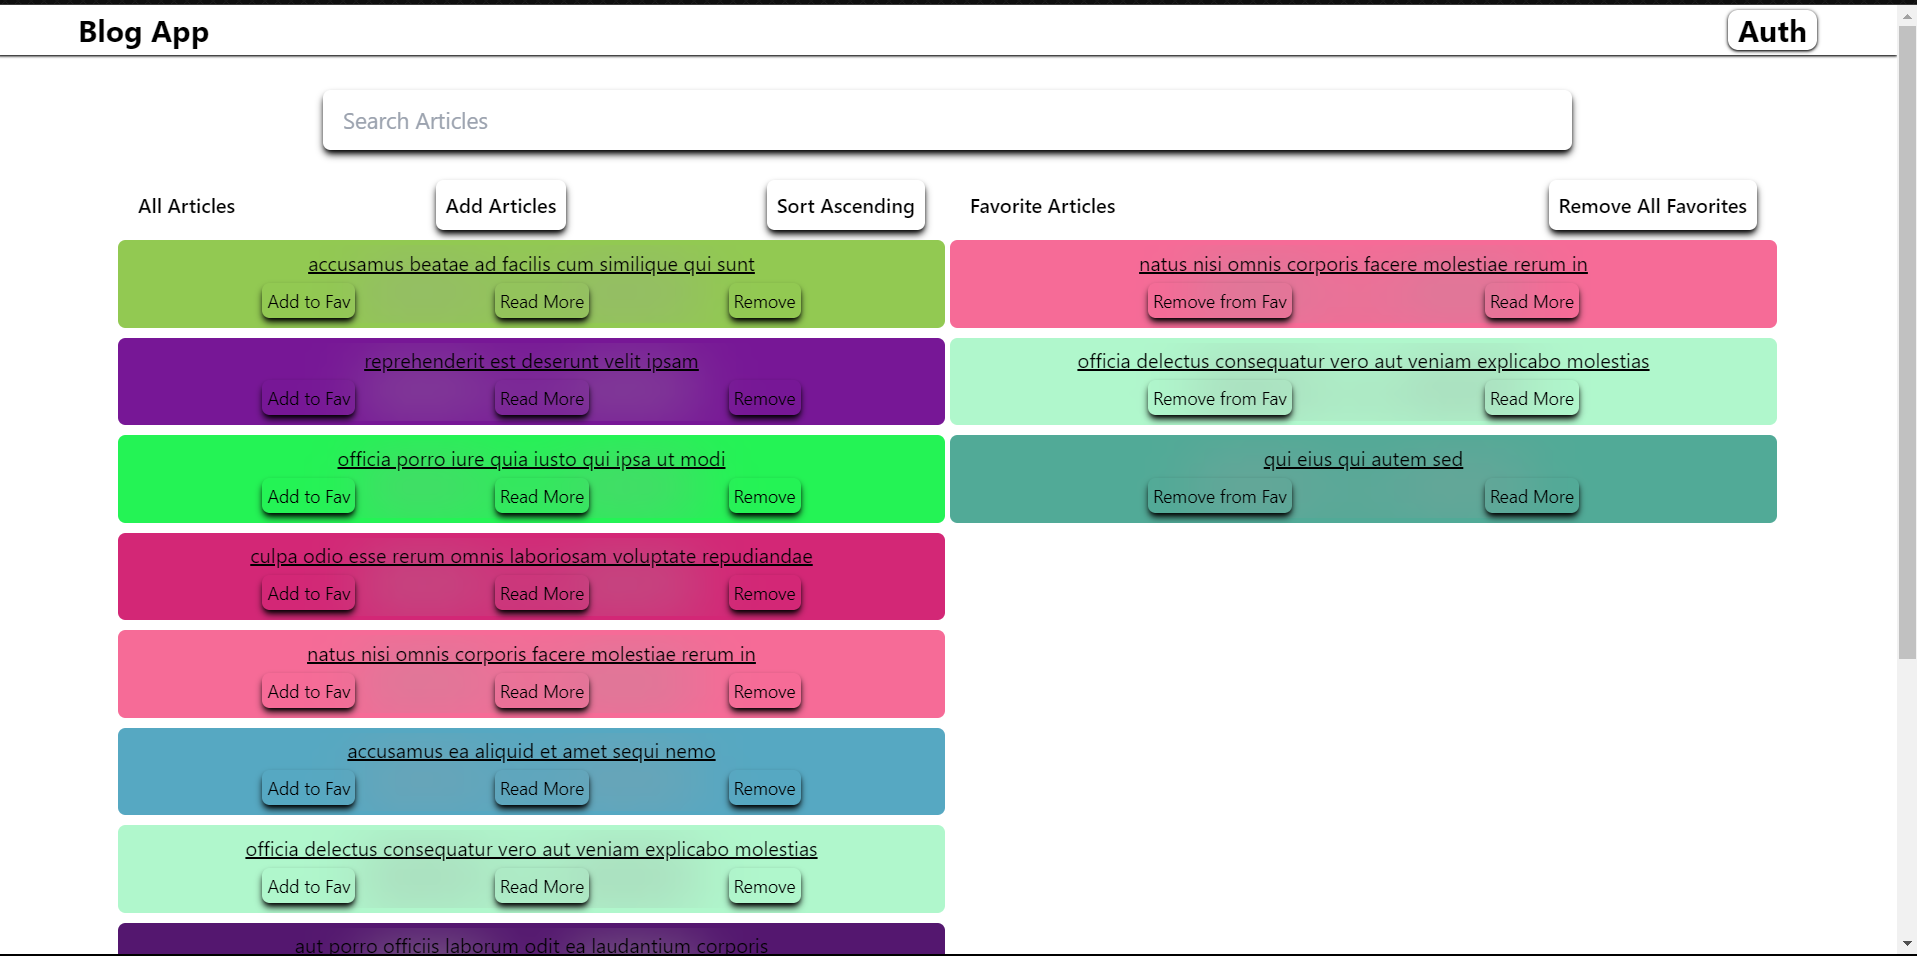 Blog App Auth
Search Articles
All Articles Add Articles Sort Ascending
accusamus beatae ad facilis cum similique qui sunt
Add to Fav Read More Remove
reprehenderit est deserunt velit ipsam
Add to Fav Read More Remove
officia porro iure quia iusto qui ipsa ut modi
Add to Fav Read More Remove
culpa odio esse rerum omnis laboriosam voluptate repudiandae
Add to Fav Read More Remove
natus nisi omnis corporis facere molestiae rerum in
Add to Fav Read More Remove
accusamus ea aliquid et amet sequi nemo
Add to Fav Read More Remove
officia delectus consequatur vero aut veniam explicabo molestias
Add to Fav Read More Remove
aut porro officiis laborum odit ea laudantium corporis
Favorite Articles Remove All Favorites
natus nisi omnis corporis facere molestiae rerum in
Remove from Fav Read More
officia delectus consequatur vero aut veniam explicabo molestias
Remove from Fav Read More
qui eius qui autem sed
Remove from Fav Read More